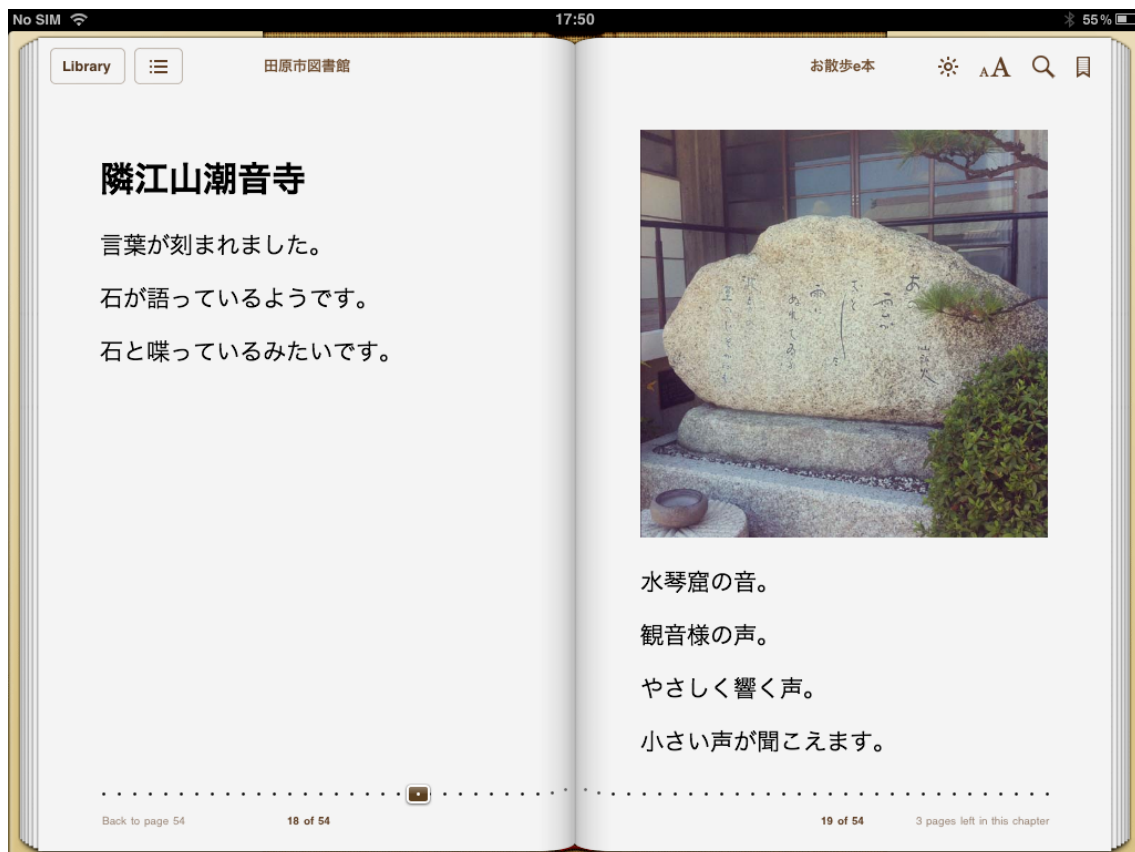 No SIM
17:50
55%
Library
田原市図書館
お散歩e本
AA
隣江山潮音寺
言葉が刻まれました。
石が語っているようです。
石と喋っているみたいです。
水琴窟の音。
観音様の声。
やさしく響く声。
小さい声が聞こえます。
Back to page 54
18 of 54
19 of 54
3 pages left in this chapter